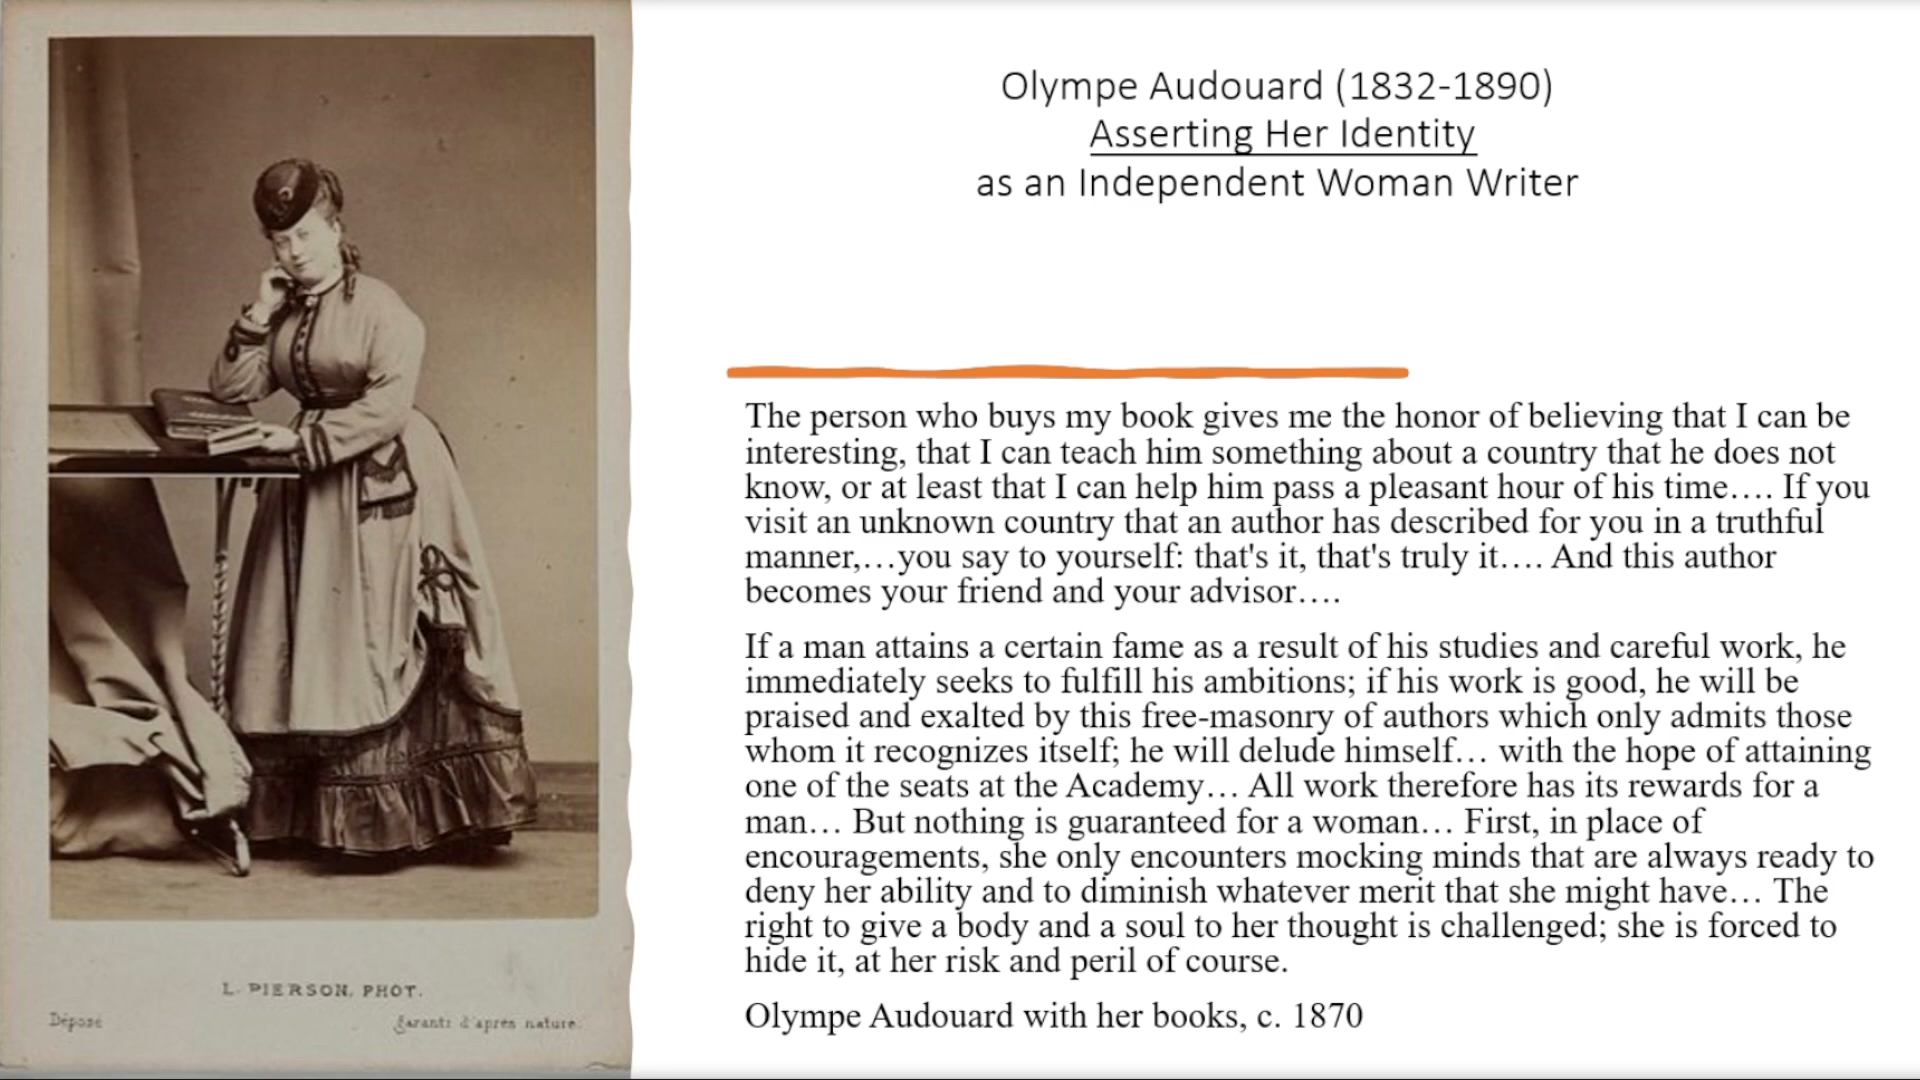 Olympe Audouard (1832-1890)
Asserting Her Identity
as an Independent Woman Writer
The person who buys my book gives me the honor of believing that I can be
interesting, that I can teach him something about a country that he does not
know, or at least that I can help him pass a pleasant hour of his time…. If you
visit an unknown country that an author has described for you in a truthful
manner,…you say to yourself: that's it, that's truly it…. And this author
becomes your friend and your advisor….
If a man attains a certain fame as a result of his studies and careful work, he
immediately seeks to fulfill his ambitions; if his work is good, he will be
praised and exalted by this free-masonry of authors which only admits those
whom it recognizes itself; he will delude himself… with the hope of attaining
one of the seats at the Academy… All work therefore has its rewards for a
man… But nothing is guaranteed for a woman… First, in place of
encouragements, she only encounters mocking minds that are always ready to
deny her ability and to diminish whatever merit that she might have… The
right to give a body and a soul to her thought is challenged; she is forced to
hide it, at her risk and peril of course.
Olympe Audouard with her books, c. 1870
L. PIERSON, PHOT.
Déposé
garanti d'après nature.